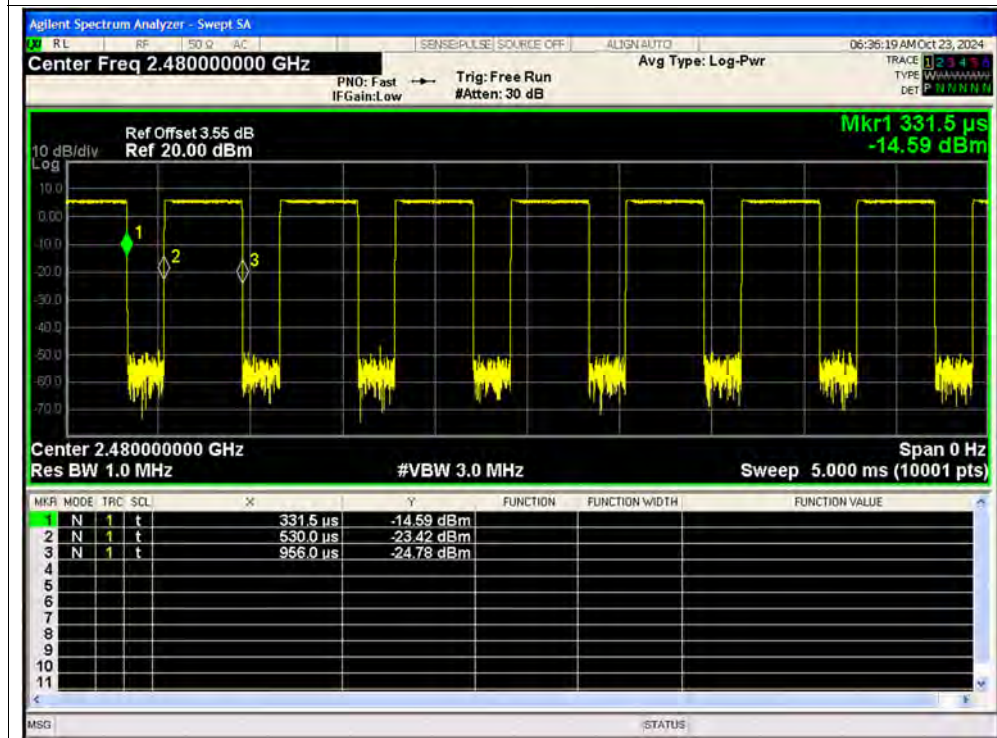 Agilent Spectrum Analyzer - Swept SA
RL RF 50 Ω AC SENSE:PULSE SOURCE OFF ALIGN AUTO 06:36:19 AM Oct 23, 2024
Center Freq 2.480000000 GHz
PNO: Fast
IFGain:Low
Trig: Free Run
#Atten: 30 dB
Avg Type: Log-Pwr
TRACE 1 2 3 4 5 6
TYPE W
DET P N N N N N
Mkr1 331.5 µs
-14.59 dBm
10 dB/div
Log
Ref Offset 3.55 dB
Ref 20.00 dBm
10.0
0.00
-10.0
-20.0
-30.0
-40.0
-50.0
-60.0
-70.0
1
2
3
Center 2.480000000 GHz Span 0 Hz
Res BW 1.0 MHz #VBW 3.0 MHz Sweep 5.000 ms (10001 pts)
MKR MODE TRC SCL X Y FUNCTION FUNCTION WIDTH FUNCTION VALUE
1 N 1 t 331.5 µs -14.59 dBm
2 N 1 t 530.0 µs -23.42 dBm
3 N 1 t 956.0 µs -24.78 dBm
4
5
6
7
8
9
10
11
MSG STATUS